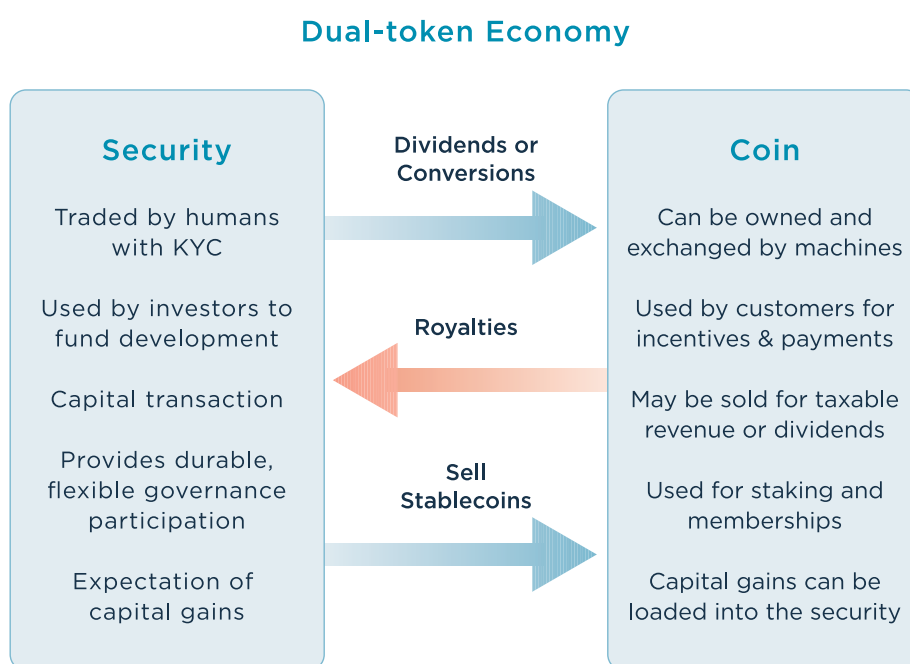 Dual-token Economy
Security
Traded by humans
with KYC
Used by investors to
fund development
Capital transaction
Provides durable,
flexible governance
participation
Expectation of
capital gains
Dividends or
Conversions
Royalties
Sell
Stablecoins
Coin
Can be owned and
exchanged by machines
Used by customers for
incentives & payments
May be sold for taxable
revenue or dividends
Used for staking and
memberships
Capital gains can be
loaded into the security